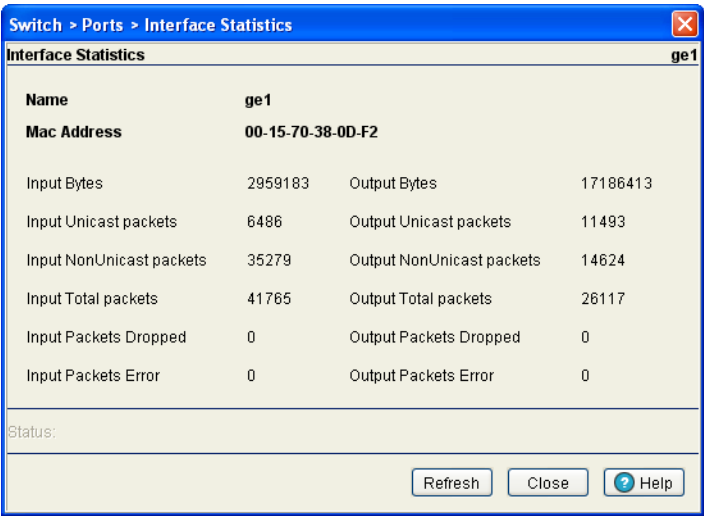 Switch > Ports > Interface Statistics
Interface Statistics ge1
Name ge1
Mac Address 00-15-70-38-0D-F2
Input Bytes 2959183 Output Bytes 17186413
Input Unicast packets 6486 Output Unicast packets 11493
Input NonUnicast packets 35279 Output NonUnicast packets 14624
Input Total packets 41765 Output Total packets 26117
Input Packets Dropped 0 Output Packets Dropped 0
Input Packets Error 0 Output Packets Error 0
Status:
Refresh Close ? Help